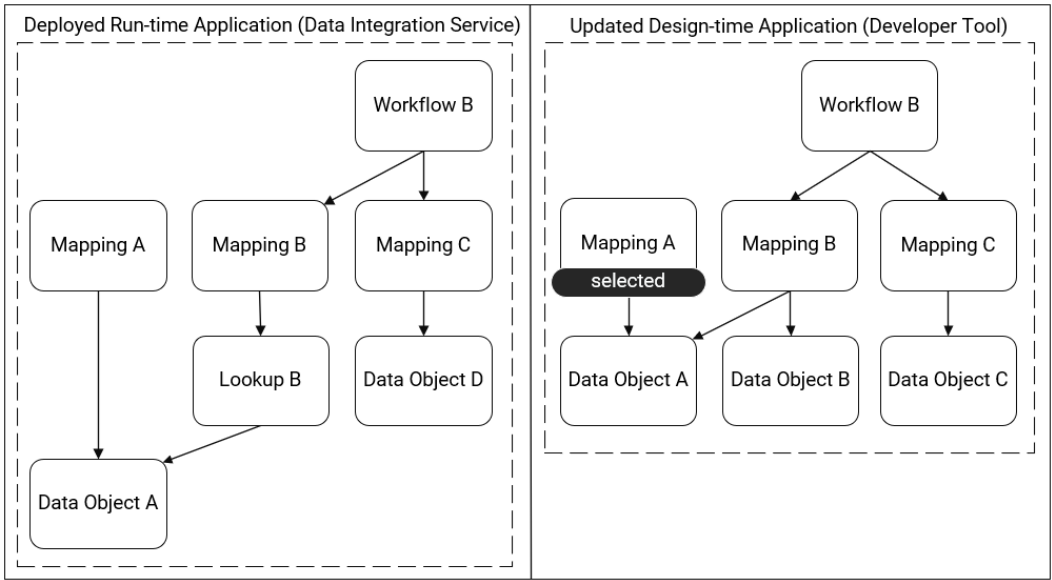 Deployed Run-time Application (Data Integration Service)
Workflow B
Mapping A
Mapping B
Mapping C
Lookup B
Data Object D
Data Object A
Updated Design-time Application (Developer Tool)
Workflow B
Mapping A
selected
Mapping B
Mapping C
Data Object A
Data Object B
Data Object C